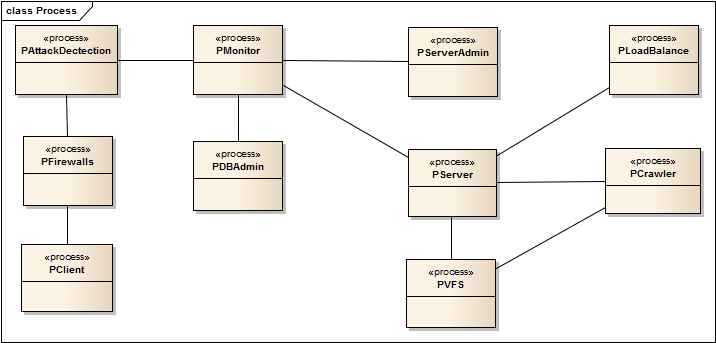 class Process
«process»
PAttackDectection
«process»
PMonitor
«process»
PServerAdmin
«process»
PLoadBalance
«process»
PFirewalls
«process»
PDBAdmin
«process»
PServer
«process»
PCrawler
«process»
PClient
«process»
PVFS